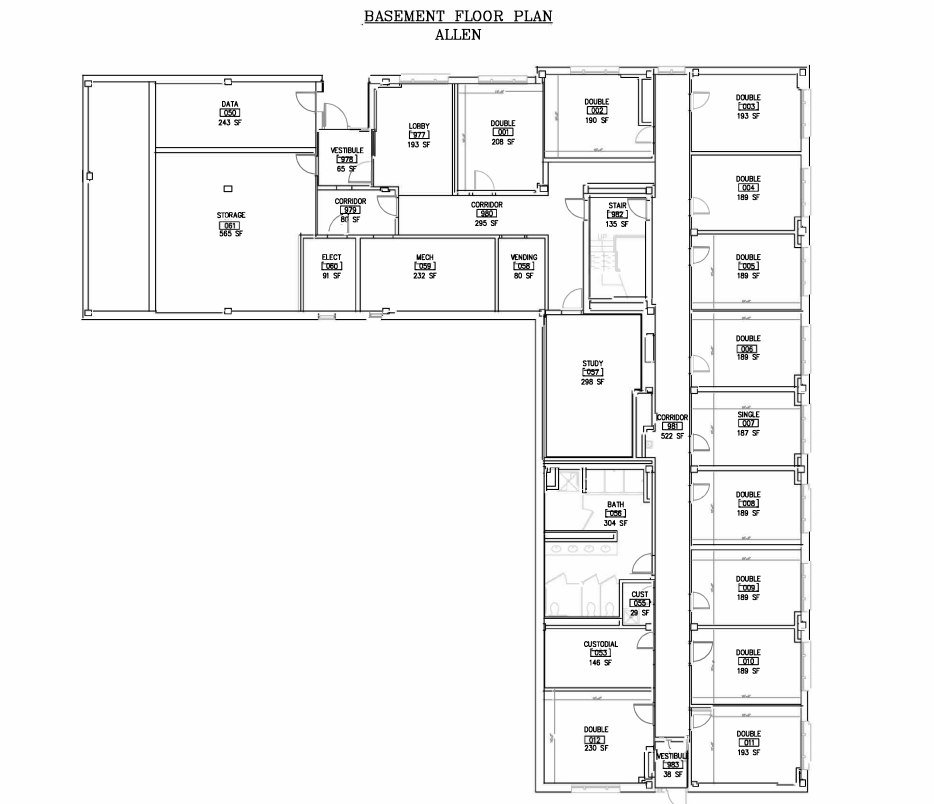 BASEMENT FLOOR PLAN
ALLEN
DATA
050
243 SF
VESTIBULE
978
65 SF
LOBBY
977
193 SF
DOUBLE
001
208 SF
DOUBLE
002
190 SF
DOUBLE
003
193 SF
DOUBLE
004
189 SF
STORAGE
061
565 SF
CORRIDOR
979
80 SF
CORRIDOR
980
295 SF
STAIR
982
135 SF
ELECT
060
91 SF
MECH
059
232 SF
VENDING
058
80 SF
DOUBLE
005
189 SF
DOUBLE
006
189 SF
STUDY
057
298 SF
CORRIDOR
981
522 SF
SINGLE
007
187 SF
DOUBLE
008
189 SF
BATH
056
304 SF
DOUBLE
009
189 SF
CUST
055
29 SF
CUSTODIAL
053
146 SF
DOUBLE
010
189 SF
DOUBLE
012
230 SF
VESTIBULE
983
38 SF
DOUBLE
011
193 SF